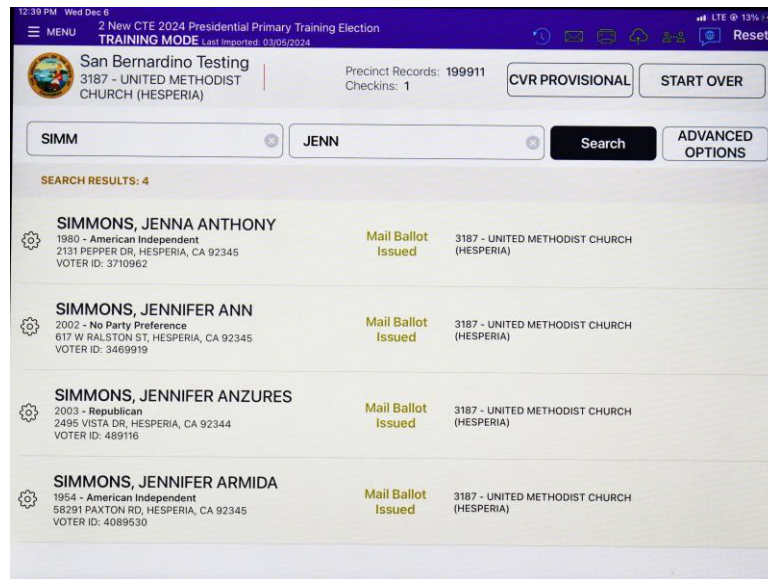 12:39 PM Wed Dec 6
LTE 13%
MENU
2 New CTE 2024 Presidential Primary Training Election
TRAINING MODE Last Imported: 03/05/2024
Reset
San Bernardino Testing
3187 - UNITED METHODIST
CHURCH (HESPERIA)
Precinct Records: 199911
Checkins: 1
CVR PROVISIONAL
START OVER
SIMM
JENN
Search
ADVANCED
OPTIONS
SEARCH RESULTS: 4
SIMMONS, JENNA ANTHONY
1980 - American Independent
2131 PEPPER DR, HESPERIA, CA 92345
VOTER ID: 3710962
Mail Ballot
Issued
3187 - UNITED METHODIST CHURCH
(HESPERIA)
SIMMONS, JENNIFER ANN
2002 - No Party Preference
617 W RALSTON ST, HESPERIA, CA 92345
VOTER ID: 3469919
Mail Ballot
Issued
3187 - UNITED METHODIST CHURCH
(HESPERIA)
SIMMONS, JENNIFER ANZURES
2003 - Republican
2495 VISTA DR, HESPERIA, CA 92344
VOTER ID: 489116
Mail Ballot
Issued
3187 - UNITED METHODIST CHURCH
(HESPERIA)
SIMMONS, JENNIFER ARMIDA
1954 - American Independent
58291 PAXTON RD, HESPERIA, CA 92345
VOTER ID: 4089530
Mail Ballot
Issued
3187 - UNITED METHODIST CHURCH
(HESPERIA)